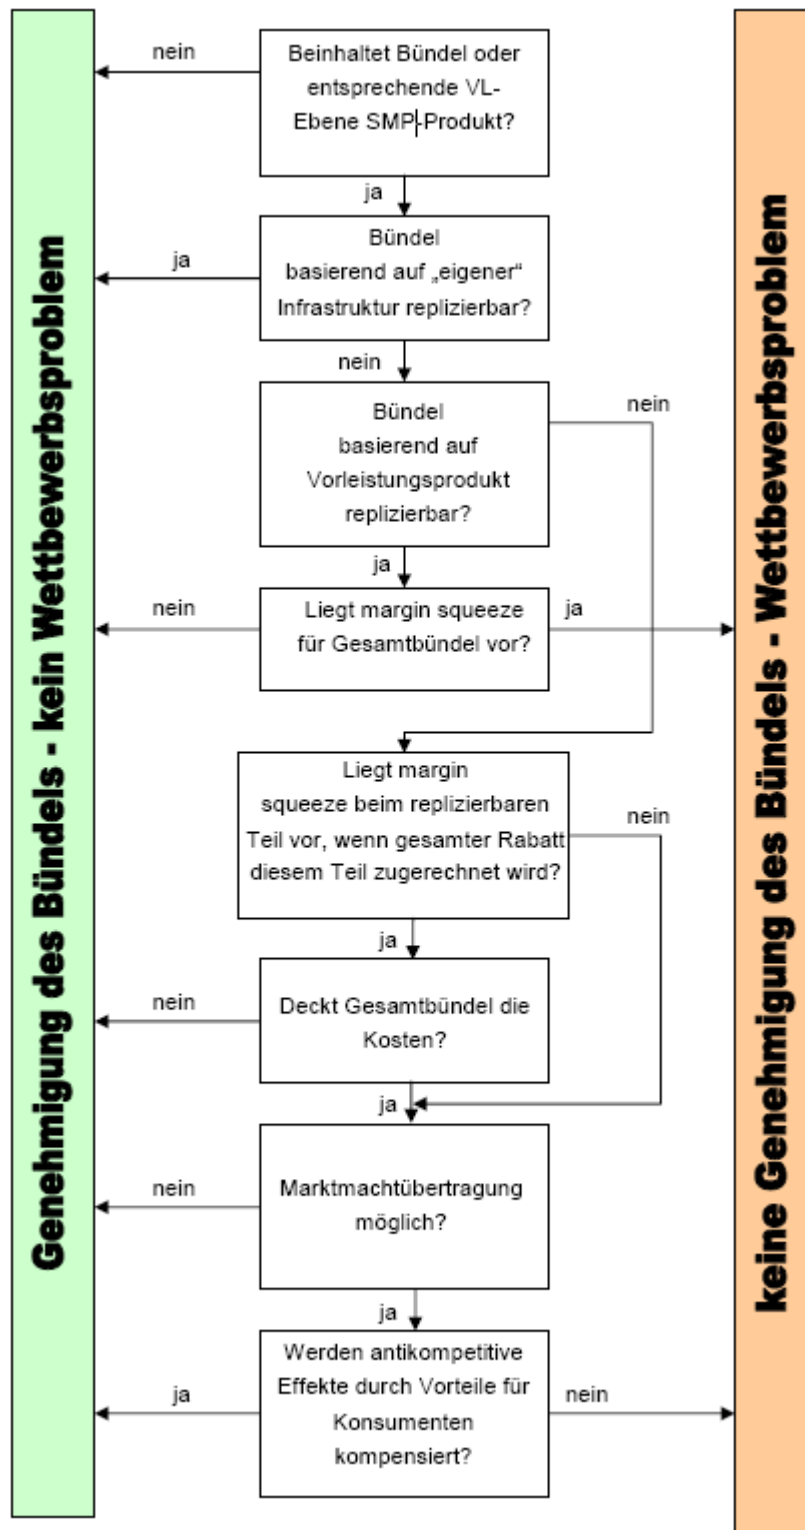 Genehmigung des Bündels - kein Wettbewerbsproblem
nein
Beinhaltet Bündel oder
entsprechende VL-
Ebene SMP-Produkt?
ja
ja
Bündel
basierend auf „eigener“
Infrastruktur replizierbar?
nein
Bündel
basierend auf
Vorleistungsprodukt
replizierbar?
nein
ja
nein
Liegt margin squeeze
für Gesamtbündel vor?
ja
Liegt margin
squeeze beim replizierbaren
Teil vor, wenn gesamter Rabatt
diesem Teil zugerechnet wird?
nein
ja
nein
Deckt Gesamtbündel die
Kosten?
ja
nein
Marktmachtübertragung
möglich?
ja
ja
Werden antikompetitive
Effekte durch Vorteile für
Konsumenten
kompensiert?
nein
keine Genehmigung des Bündels - Wettbewerbsproblem